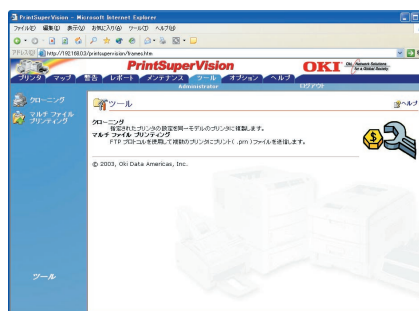 PrintSuperVision - Microsoft Internet Explorer
ファイル(F) 編集(E) 表示(V) お気に入り(A) ツール(T) ヘルプ(H)
アドレス(D) http://192.168.0.3/printsupervision/frames.htm
PrintSuperVision
OKI
Oki, Network Solutions for a Global Society
プリンタ マップ 警告 レポート メンテナンス ツール オプション ヘルプ
Administrator ログアウト
クローニング
マルチ ファイル プリンティング
ツール
ヘルプ
クローニング
指定されたプリンタの設定を同一モデルのプリンタに複製します。
マルチ ファイル プリンティング
FTP プロトコルを使用して複数のプリンタにプリント( .prn )ファイルを送信します。
© 2003, Oki Data Americas, Inc.
ツール